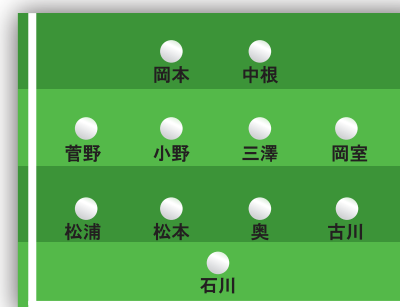 岡本 中根
菅野 小野 三澤 岡室
松浦 松本 奥 古川
石川